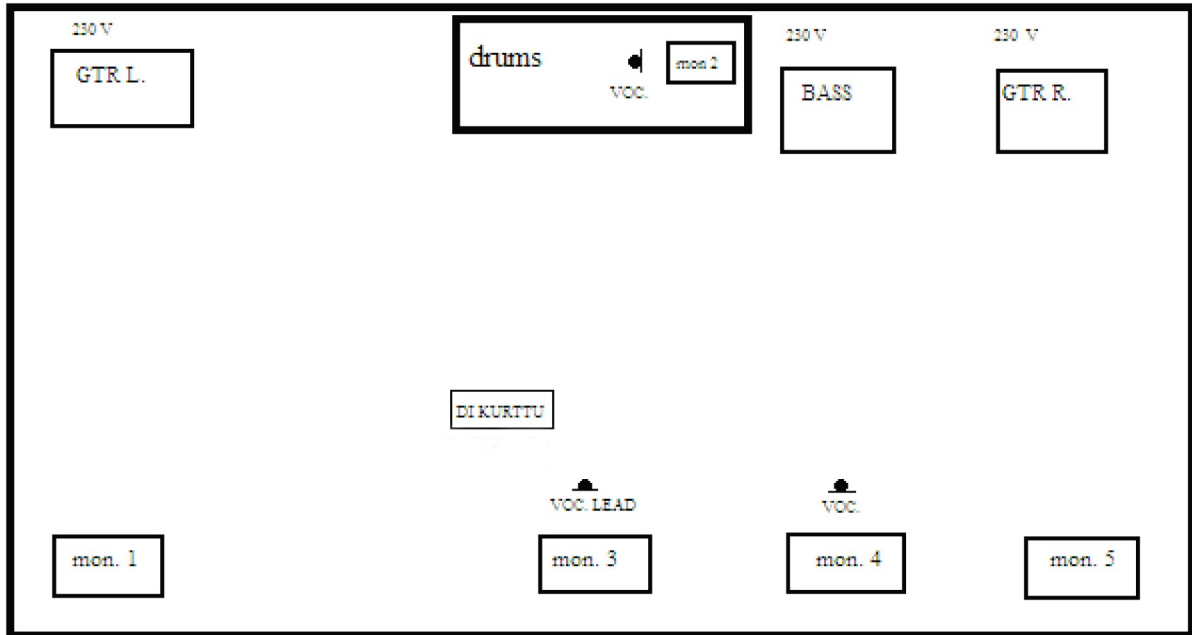 230 V
GTR L.
drums
VOC.
mon 2
230 V
BASS
230 V
GTR R.
DI KURTTU
VOC. LEAD
VOC.
mon. 1
mon. 3
mon. 4
mon. 5